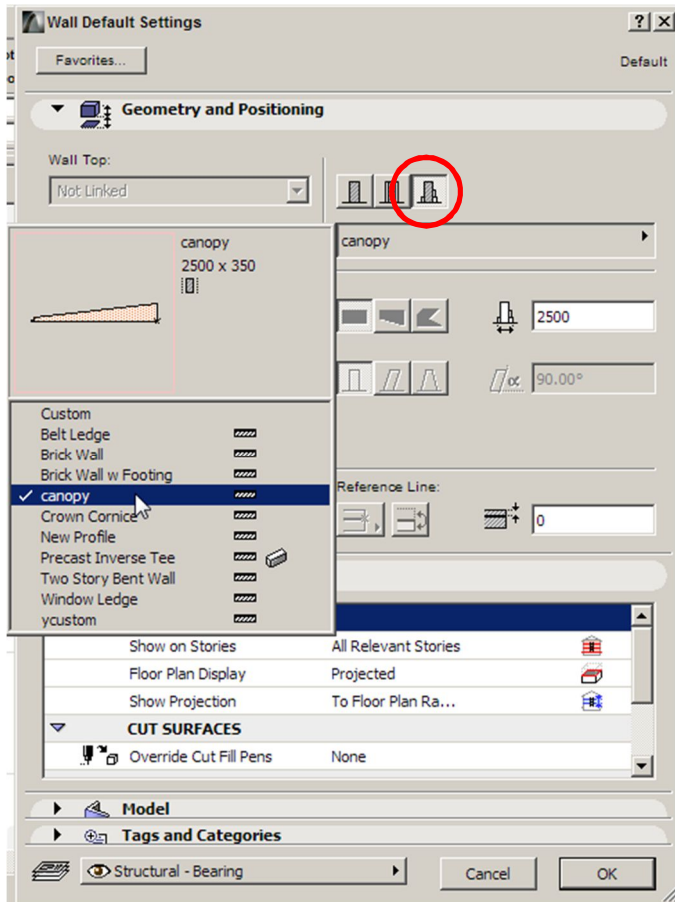 Wall Default Settings
?
Favorites...
Default
Geometry and Positioning
Wall Top:
Not Linked
canopy
2500 x 350
canopy
2500
α 90.00°
Custom
Belt Ledge
Brick Wall
Brick Wall w Footing
canopy
Crown Cornice
New Profile
Precast Inverse Tee
Two Story Bent Wall
Window Ledge
ycustom
Reference Line:
0
Show on Stories All Relevant Stories
Floor Plan Display Projected
Show Projection To Floor Plan Ra...
CUT SURFACES
Override Cut Fill Pens None
Model
Tags and Categories
Structural - Bearing
Cancel
OK